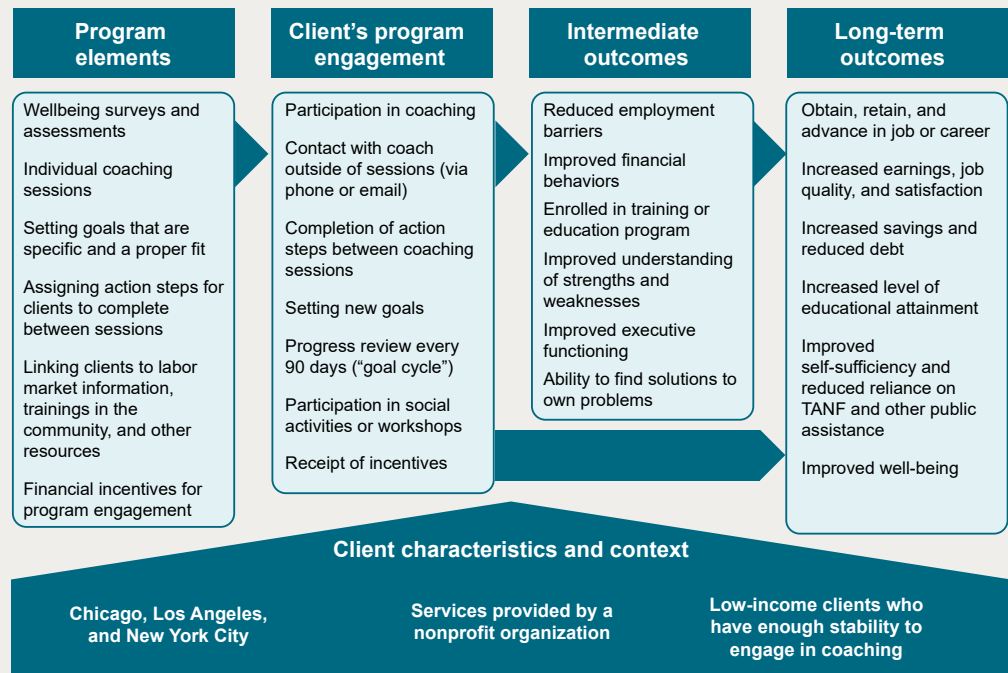 Program
elements
Client’s program
engagement
Intermediate
outcomes
Long-term
outcomes
Wellbeing surveys and
assessments
Individual coaching
sessions
Setting goals that are
specific and a proper fit
Assigning action steps for
clients to complete
between sessions
Linking clients to labor
market information,
trainings in the
community, and other
resources
Financial incentives for
program engagement
Participation in coaching
Contact with coach
outside of sessions (via
phone or email)
Completion of action
steps between coaching
sessions
Setting new goals
Progress review every
90 days (“goal cycle”)
Participation in social
activities or workshops
Receipt of incentives
Reduced employment
barriers
Improved financial
behaviors
Enrolled in training or
education program
Improved understanding
of strengths and
weaknesses
Improved executive
functioning
Ability to find solutions to
own problems
Obtain, retain, and
advance in job or career
Increased earnings, job
quality, and satisfaction
Increased savings and
reduced debt
Increased level of
educational attainment
Improved
self-sufficiency and
reduced reliance on
TANF and other public
assistance
Improved well-being
Client characteristics and context
Chicago, Los Angeles,
and New York City
Services provided by a
nonprofit organization
Low-income clients who
have enough stability to
engage in coaching